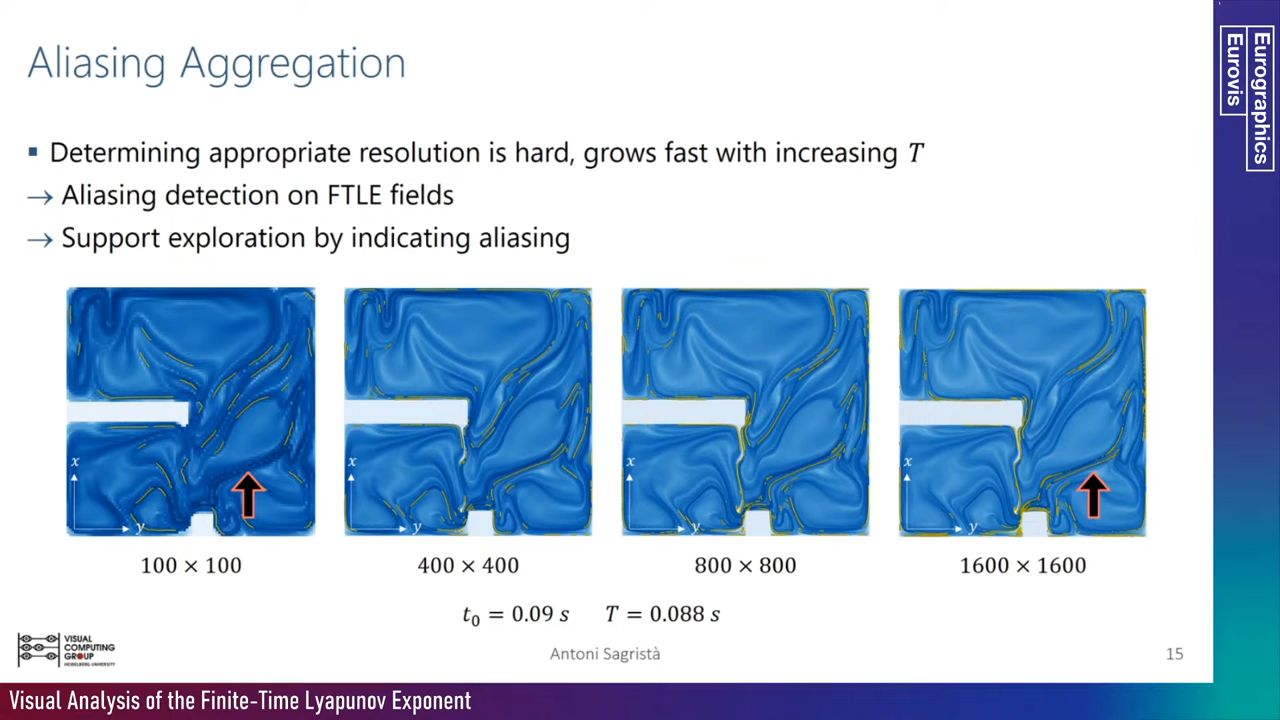 Aliasing Aggregation
Eurovis
Eurographics
▪ Determining appropriate resolution is hard, grows fast with increasing T
→ Aliasing detection on FTLE fields
→ Support exploration by indicating aliasing
x
y
x
y
x
y
x
y
100 × 100
400 × 400
800 × 800
1600 × 1600
t₀ = 0.09 s T = 0.088 s
VISUAL
COMPUTING
GROUP
HEIDELBERG UNIVERSITY
Antoni Sagristà
15
Visual Analysis of the Finite-Time Lyapunov Exponent